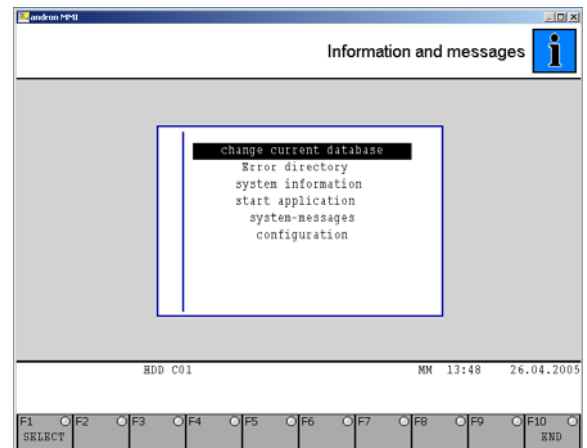 andron MMI
Information and messages
change current database
Error directory
system information
start application
system-messages
configuration
HDD C01 MM 13:48 26.04.2005
F1 F2 F3 F4 F5 F6 F7 F8 F9 F10
SELECT END